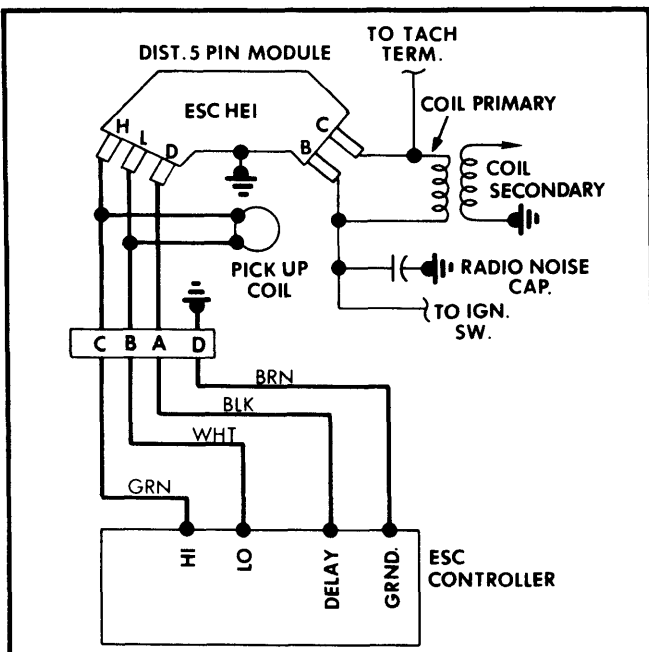 TO TACH
TERM.
DIST. 5 PIN MODULE
COIL PRIMARY
ESC HEI
H
L
D
C
B
COIL
SECONDARY
PICK UP
COIL
RADIO NOISE
CAP.
TO IGN.
SW.
C B A D
BRN
BLK
WHT
GRN
HI
LO
DELAY
GRND.
ESC
CONTROLLER